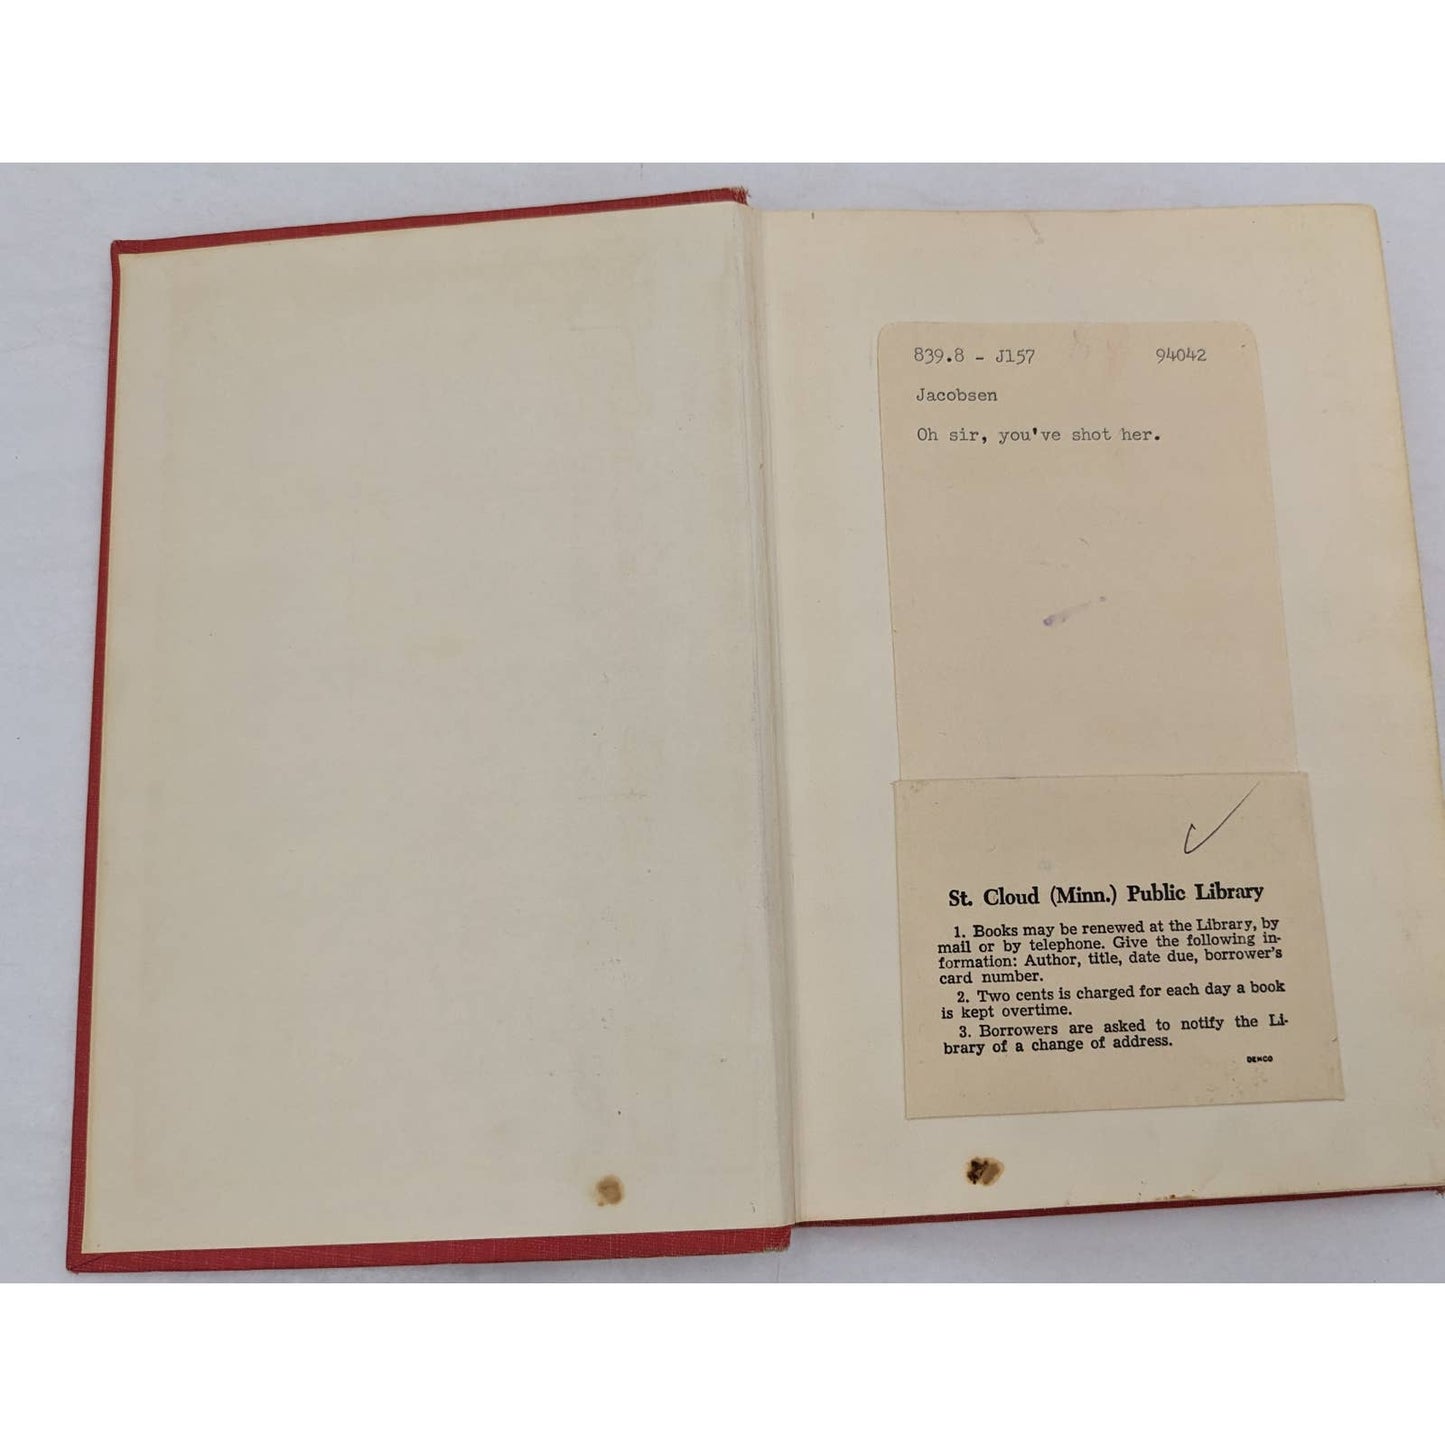 839.8 - J157 94042
Jacobsen
Oh sir, you've shot her.
St. Cloud (Minn.) Public Library
1. Books may be renewed at the Library, by
mail or by telephone. Give the following in-
formation: Author, title, date due, borrower's
card number.
2. Two cents is charged for each day a book
is kept overtime.
3. Borrowers are asked to notify the Li-
brary of a change of address.
DEMCO